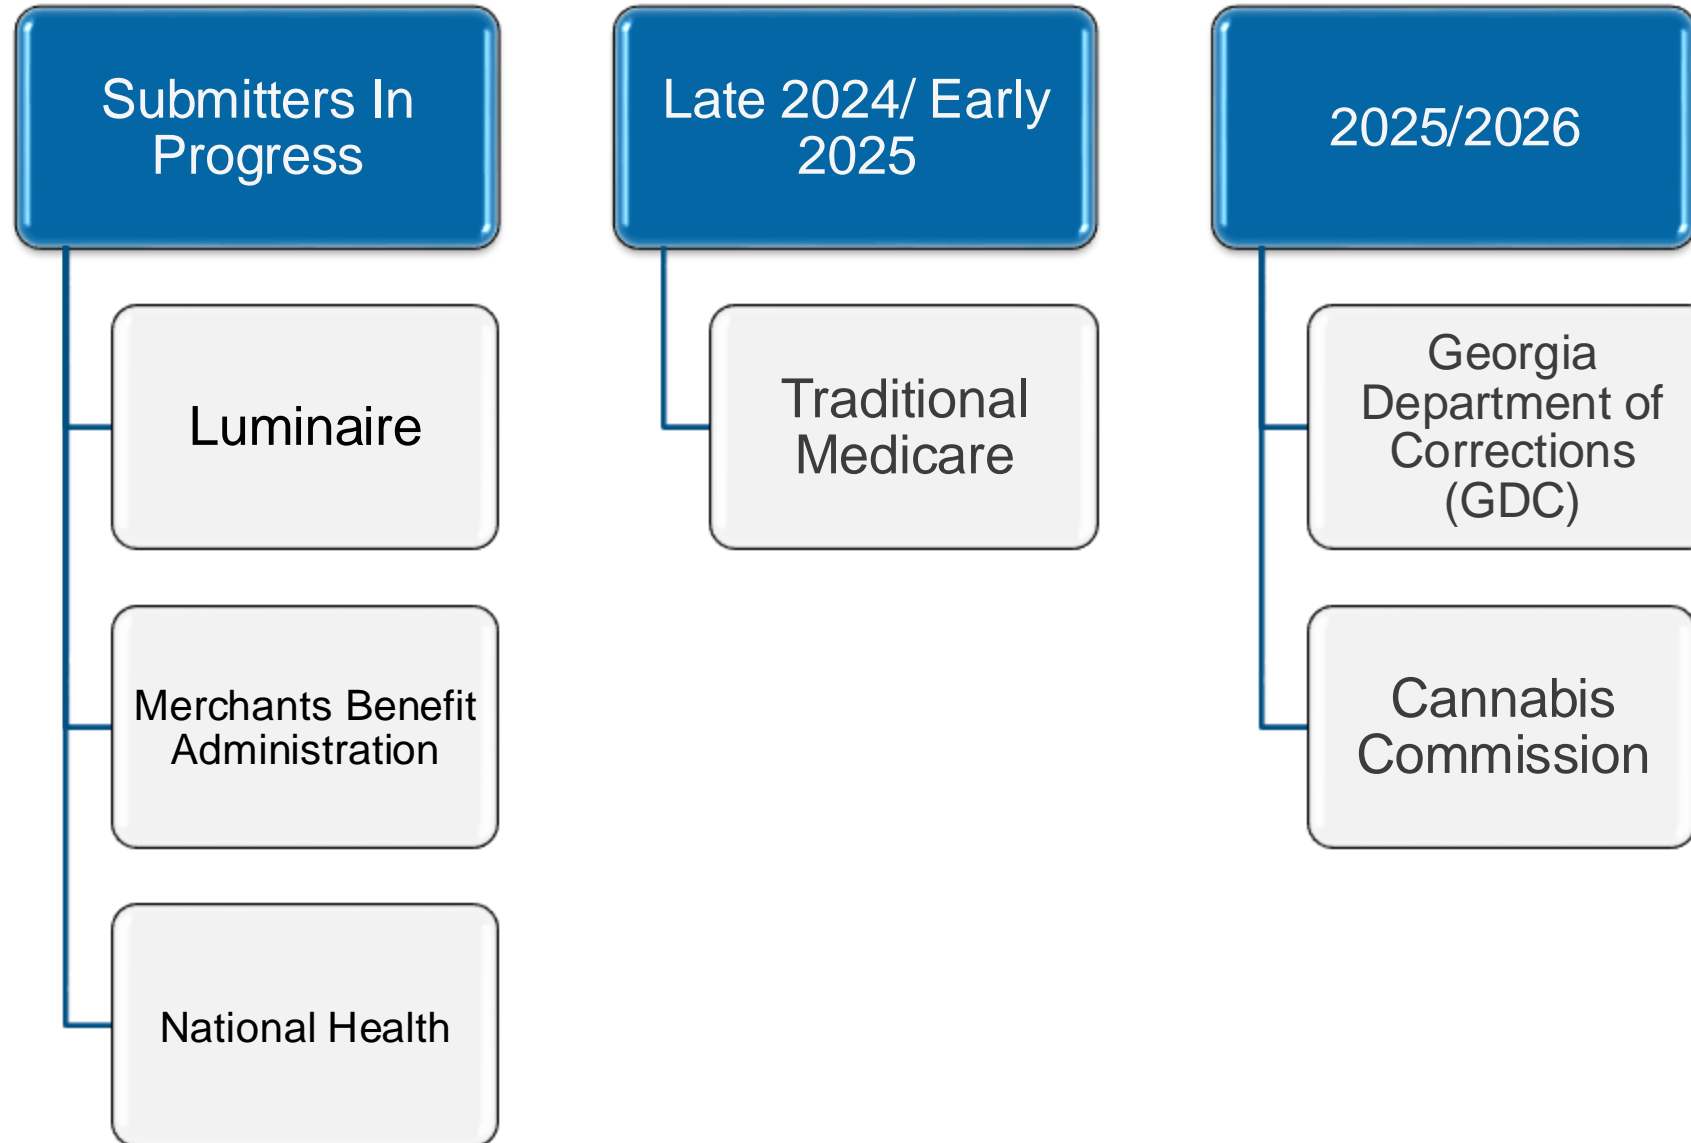 Submitters In
Progress
Luminaire
Merchants Benefit
Administration
National Health
Late 2024/ Early
2025
Traditional
Medicare
2025/2026
Georgia
Department of
Corrections
(GDC)
Cannabis
Commission